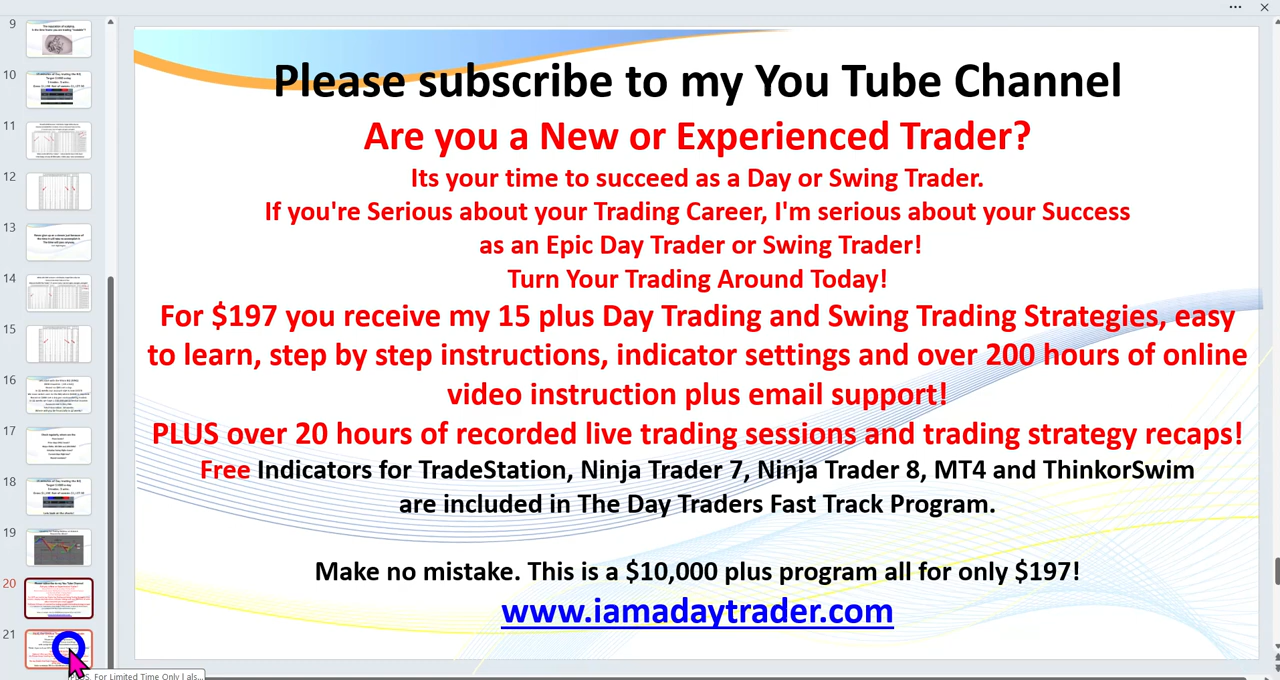 Please subscribe to my You Tube Channel
Are you a New or Experienced Trader?
Its your time to succeed as a Day or Swing Trader.
If you're Serious about your Trading Career, I'm serious about your Success
as an Epic Day Trader or Swing Trader!
Turn Your Trading Around Today!
For $197 you receive my 15 plus Day Trading and Swing Trading Strategies, easy
to learn, step by step instructions, indicator settings and over 200 hours of online
video instruction plus email support!
PLUS over 20 hours of recorded live trading sessions and trading strategy recaps!
Free Indicators for TradeStation, Ninja Trader 7, Ninja Trader 8, MT4 and ThinkorSwim
are included in The Day Traders Fast Track Program.
Make no mistake. This is a $10,000 plus program all for only $197!
www.iamadaytrader.com
9
10
11
12
13
14
15
16
17
18
19
20
21
For Limited Time Only I als...